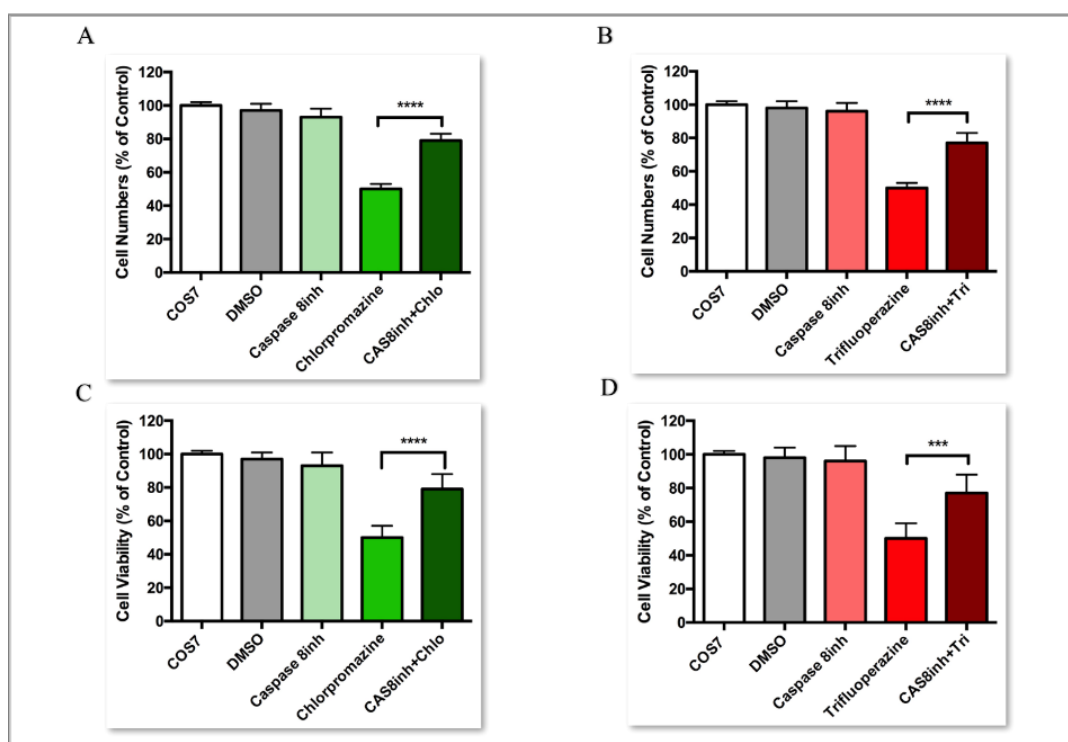 A
Cell Numbers (% of Control)
120
100
80
60
40
20
0
****
COS7
DMSO
Caspase 8inh
Chlorpromazine
CAS8inh+Chlo
B
Cell Numbers (% of Control)
120
100
80
60
40
20
0
****
COS7
DMSO
Caspase 8inh
Trifluoperazine
CAS8inh+Tri
C
Cell Viability (% of Control)
120
100
80
60
40
20
0
****
COS7
DMSO
Caspase 8inh
Chlorpromazine
CAS8inh+Chlo
D
Cell Viability (% of Control)
120
100
80
60
40
20
0
***
COS7
DMSO
Caspase 8inh
Trifluoperazine
CAS8inh+Tri